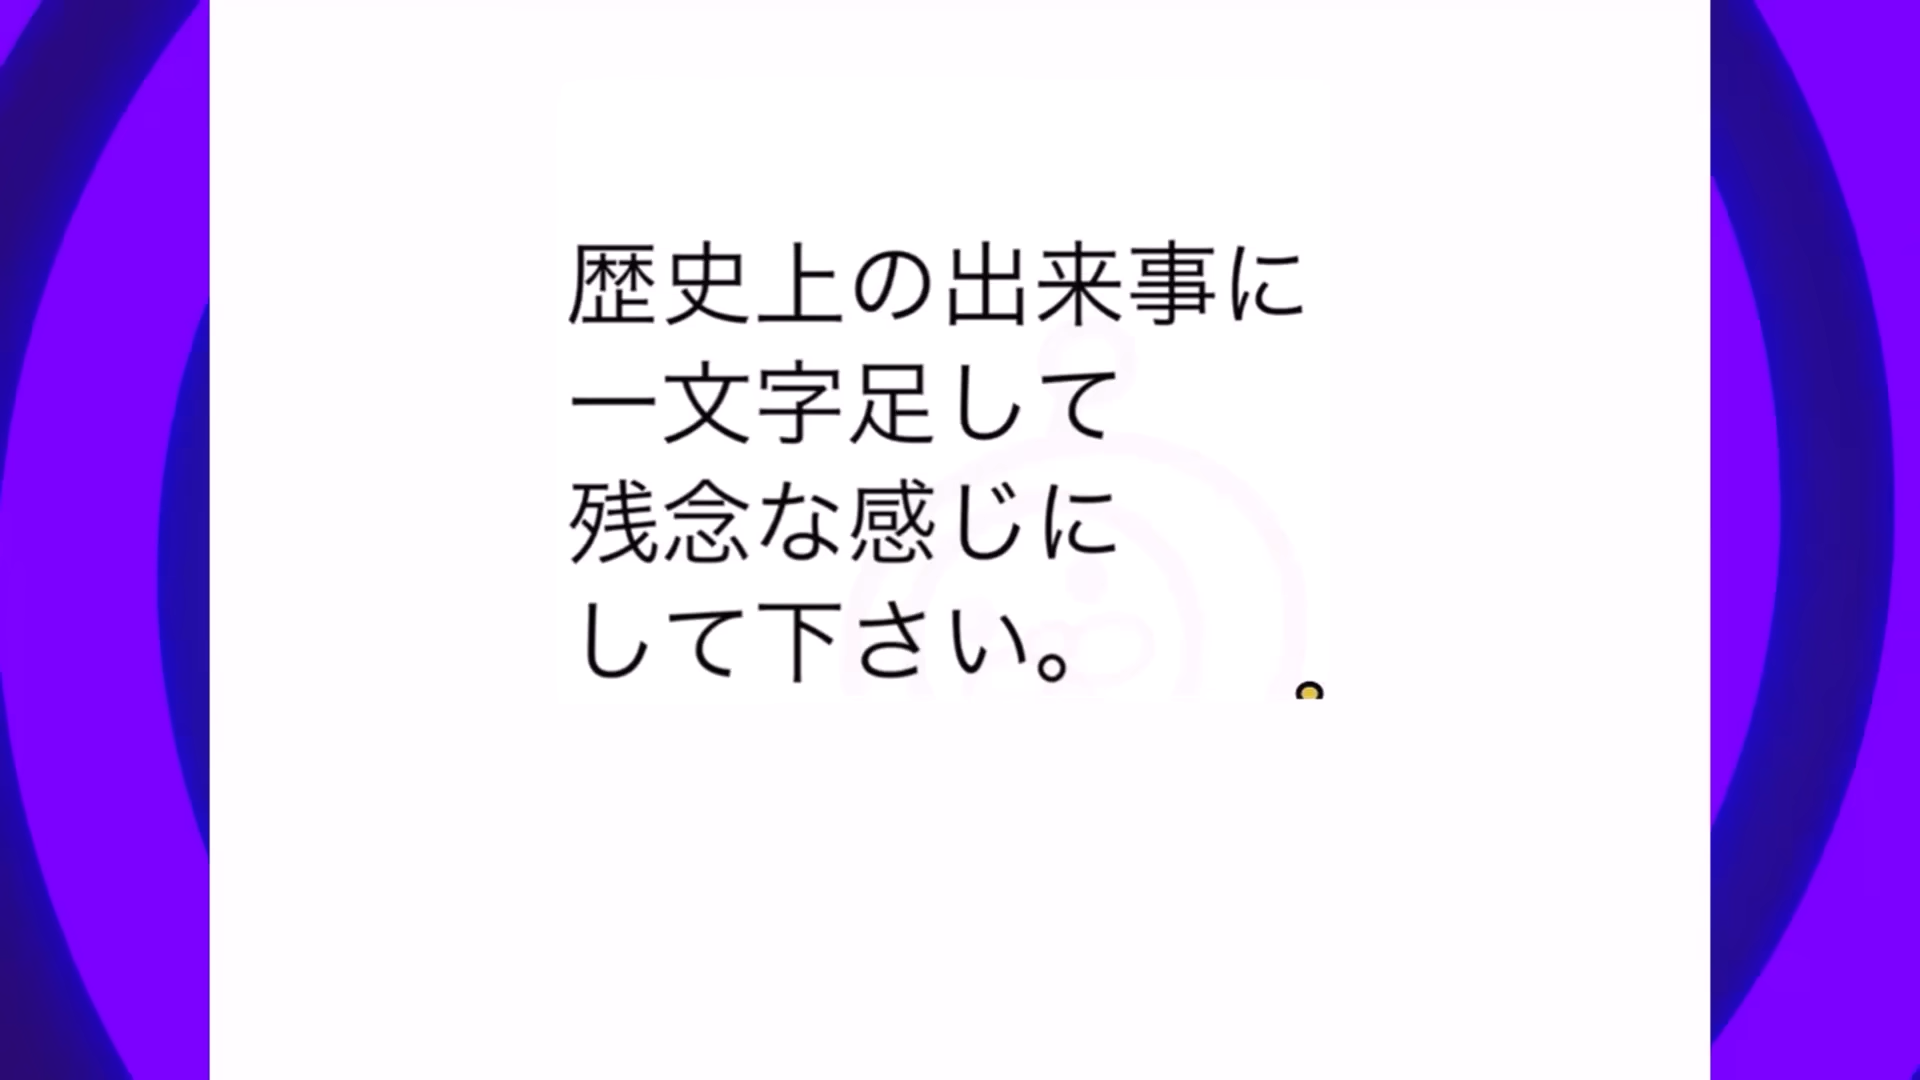 歴史上の出来事に
一文字足して
残念な感じに
して下さい。